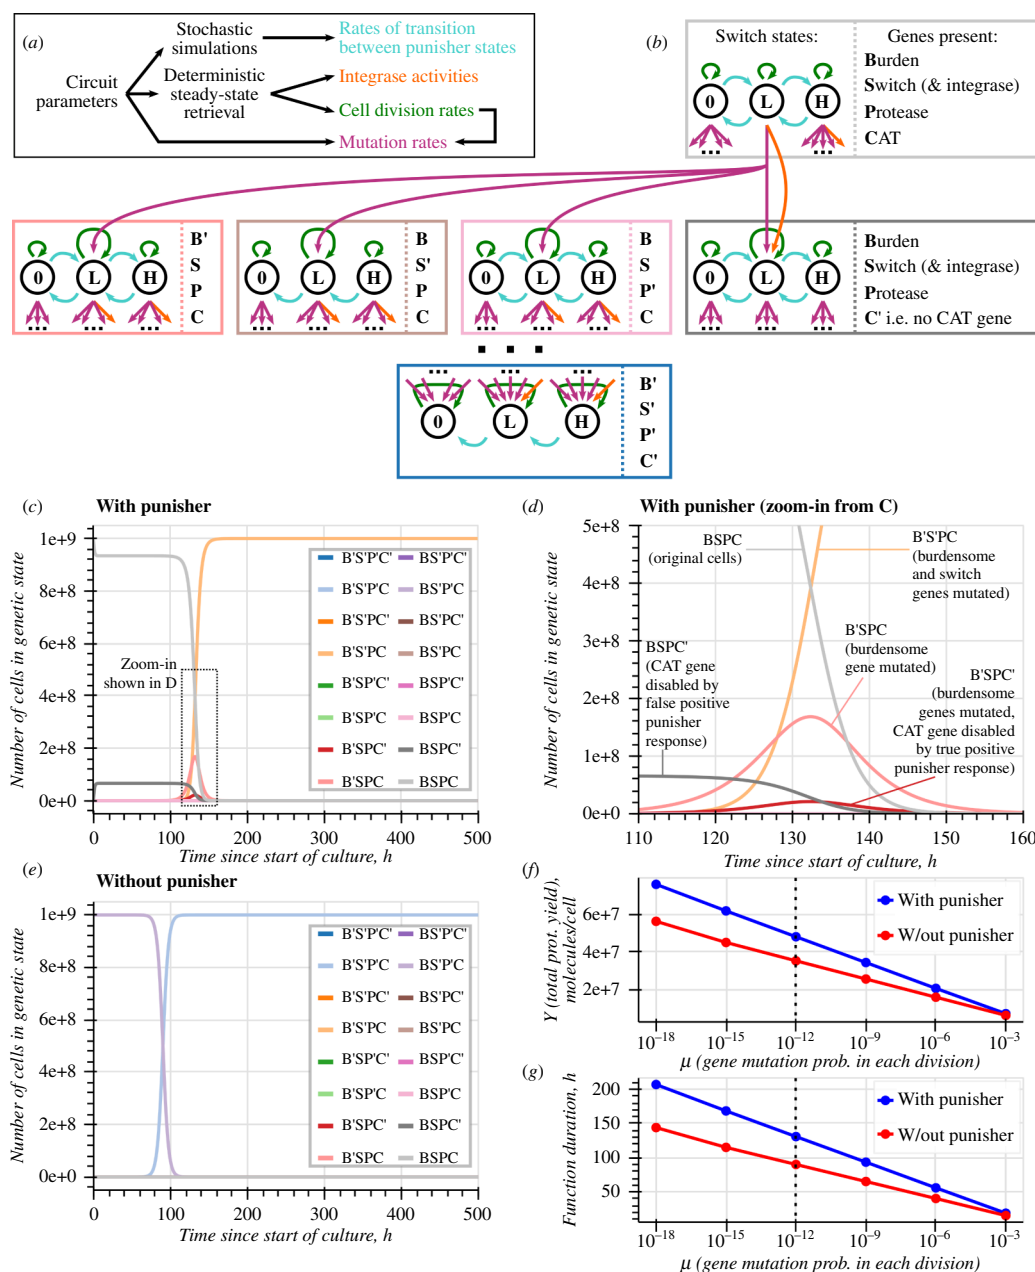 (a)
Circuit
parameters
Stochastic
simulations
Deterministic
steady-state
retrieval
Rates of transition
between punisher states
Integrase activities
Cell division rates
Mutation rates
(b)
Switch states:
Genes present:
0
L
H
Burden
Switch (& integrase)
Protease
CAT
0
L
H
B'
S
P
C
0
L
H
B
S'
P
C
0
L
H
B
S
P'
C
0
L
H
Burden
Switch (& integrase)
Protease
C' i.e. no CAT gene
0
L
H
B'
S'
P'
C'
(c)
With punisher
Number of cells in genetic state
1e+9
8e+8
6e+8
4e+8
2e+8
0e+0
Zoom-in
shown in D
B'S'P'C' BS'P'C'
B'S'P'C BS'P'C
B'S'PC' BS'PC'
B'S'PC BS'PC
B'SP'C' BSP'C'
B'SP'C BSP'C
B'SPC' BSPC'
B'SPC BSPC
0 100 200 300 400 500
Time since start of culture, h
(d)
With punisher (zoom-in from C)
Number of cells in genetic state
5e+8
4e+8
3e+8
2e+8
1e+8
0e+0
BSPC
(original cells)
B'S'PC
(burdensome
and switch
genes mutated)
BSPC'
(CAT gene
disabled by
false positive
punisher
response)
B'SPC
(burdensome
gene mutated)
B'SPC'
(burdensome
genes mutated,
CAT gene disabled
by true positive
punisher response)
110 120 130 140 150 160
Time since start of culture, h
(e)
Without punisher
Number of cells in genetic state
1e+9
8e+8
6e+8
4e+8
2e+8
0e+0
B'S'P'C' BS'P'C'
B'S'P'C BS'P'C
B'S'PC' BS'PC'
B'S'PC BS'PC
B'SP'C' BSP'C'
B'SP'C BSP'C
B'SPC' BSPC'
B'SPC BSPC
0 100 200 300 400 500
Time since start of culture, h
(f)
Y (total prot. yield),
molecules/cell
6e+7
4e+7
2e+7
With punisher
W/out punisher
10⁻¹⁸ 10⁻¹⁵ 10⁻¹² 10⁻⁹ 10⁻⁶ 10⁻³
μ (gene mutation prob. in each division)
(g)
Function duration, h
200
150
100
50
With punisher
W/out punisher
10⁻¹⁸ 10⁻¹⁵ 10⁻¹² 10⁻⁹ 10⁻⁶ 10⁻³
μ (gene mutation prob. in each division)